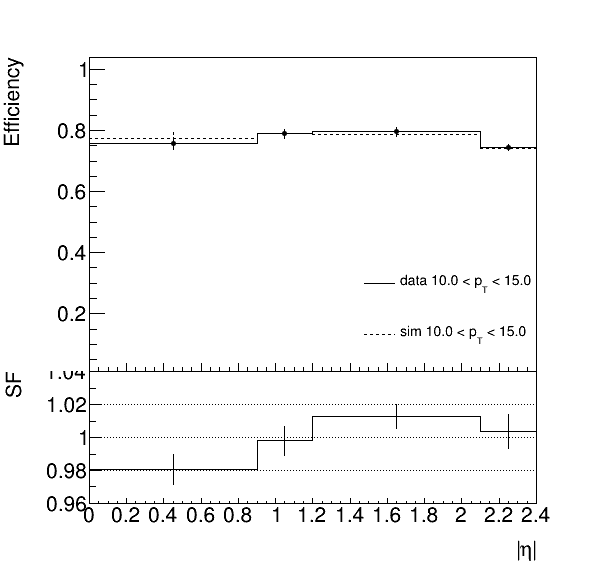 Efficiency
1
0.8
0.6
0.4
0.2
data 10.0 < pT < 15.0
sim 10.0 < pT < 15.0
SF
1.04
1.02
1
0.98
0.96
0 0.2 0.4 0.6 0.8 1 1.2 1.4 1.6 1.8 2 2.2 2.4
|η|